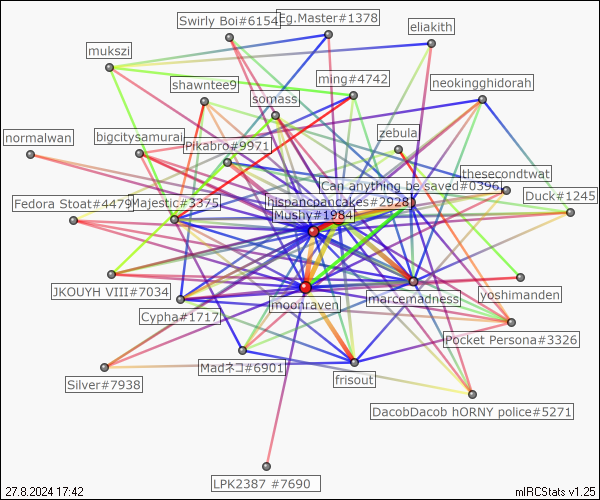 Swirly Boi#6154
Eg.Master#1378
eliakith
mukszi
shawntee9
ming#4742
neokingghidorah
somass
normalwan
bigcitysamurai
Pikabro#9971
zebula
thesecondtwat
Can anything be saved#0396
Fedora Stoat#4479
Majestic#3375
hispancpancakes#2928
Duck#1245
Mushy#1984
JKOUYH VIII#7034
moonraven
marcemadness
yoshimanden
Cypha#1717
Pocket Persona#3326
Madネコ#6901
frisout
Silver#7938
DacobDacob hORNY police#5271
LPK2387 #7690
27.8.2024 17:42
mIRCStats v1.25